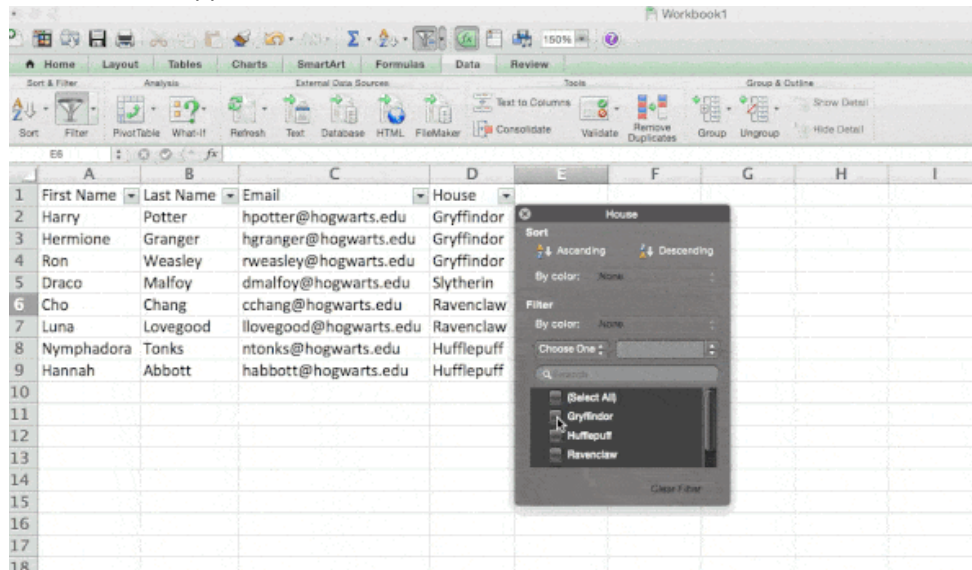 Workbook1
150%
Home Layout Tables Charts SmartArt Formulas Data Review
Sort & Filter Analysis External Data Sources Tools Group & Outline
Text to Columns Show Detail
Consolidate Hide Detail
Sort Filter PivotTable What-If Refresh Text Database HTML FileMaker Validate Remove Duplicates Group Ungroup
E6 fx
A B C D E F G H I
1 First Name Last Name Email House
2 Harry Potter hpotter@hogwarts.edu Gryffindor
3 Hermione Granger hgranger@hogwarts.edu Gryffindor
4 Ron Weasley rweasley@hogwarts.edu Gryffindor
5 Draco Malfoy dmalfoy@hogwarts.edu Slytherin
6 Cho Chang cchang@hogwarts.edu Ravenclaw
7 Luna Lovegood llovegood@hogwarts.edu Ravenclaw
8 Nymphadora Tonks ntonks@hogwarts.edu Hufflepuff
9 Hannah Abbott habbott@hogwarts.edu Hufflepuff
10
11
12
13
14
15
16
17
18
House
Sort
Ascending Descending
By color: None
Filter
By color: None
Choose One
Search
(Select All)
Gryffindor
Hufflepuff
Ravenclaw
Clear Filter